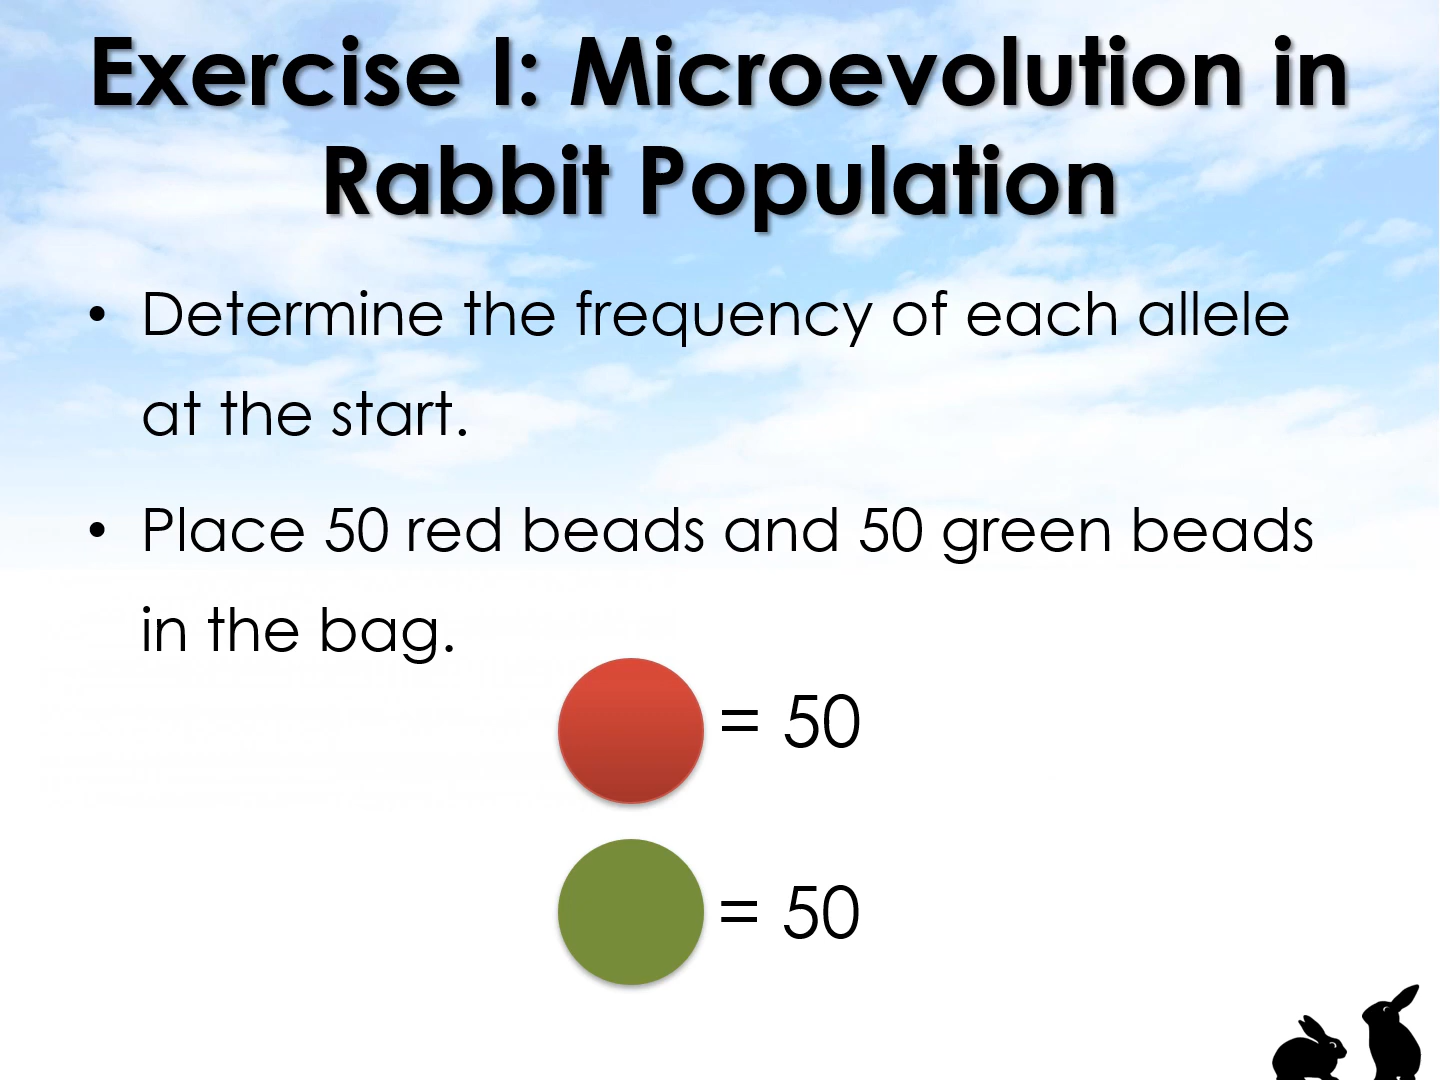 Exercise I: Microevolution in
Rabbit Population
• Determine the frequency of each allele
at the start.
• Place 50 red beads and 50 green beads
in the bag.
= 50
= 50